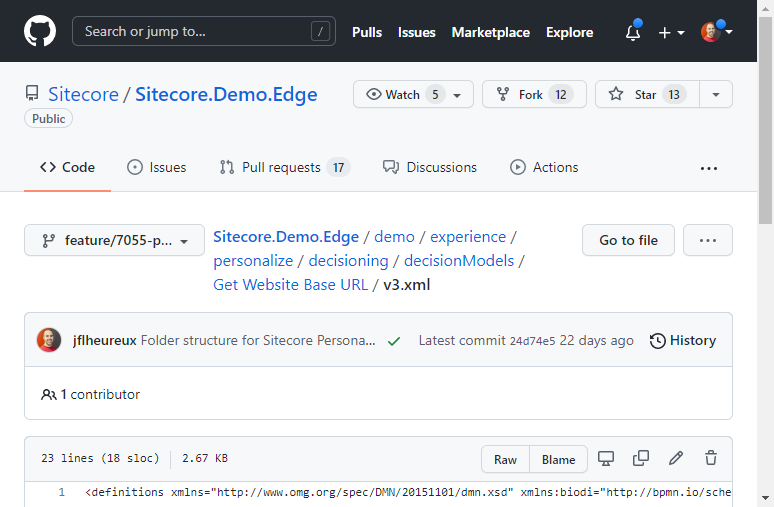 Search or jump to... /
Pulls Issues Marketplace Explore
Sitecore / Sitecore.Demo.Edge
Public
Watch 5 Fork 12 Star 13
Code Issues Pull requests 17 Discussions Actions ...
feature/7055-p...
Sitecore.Demo.Edge / demo / experience /
personalize / decisioning / decisionModels /
Get Website Base URL / v3.xml
Go to file ...
jflheureux Folder structure for Sitecore Persona... Latest commit 24d74e5 22 days ago History
1 contributor
23 lines (18 sloc) 2.67 KB Raw Blame
1 <definitions xmlns="http://www.omg.org/spec/DMN/20151101/dmn.xsd" xmlns:biodi="http://bpmn.io/sche